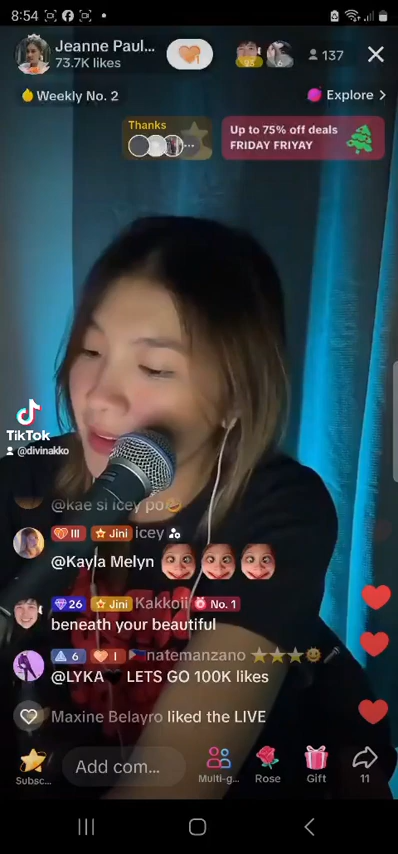 8:54
Jeanne Paul...
73.7K likes
137
Weekly No. 2
Explore >
Thanks
Up to 75% off deals
FRIDAY FRIYAY
TikTok
@divinakko
@kae si icey po
III Jini icey
@Kayla Melyn
26 Jini Kakkoii No. 1
beneath your beautiful
6 I natemanzano
@LYKA LETS GO 100K likes
Maxine Belayro liked the LIVE
Subsc...
Add com...
Multi-g...
Rose
Gift
11